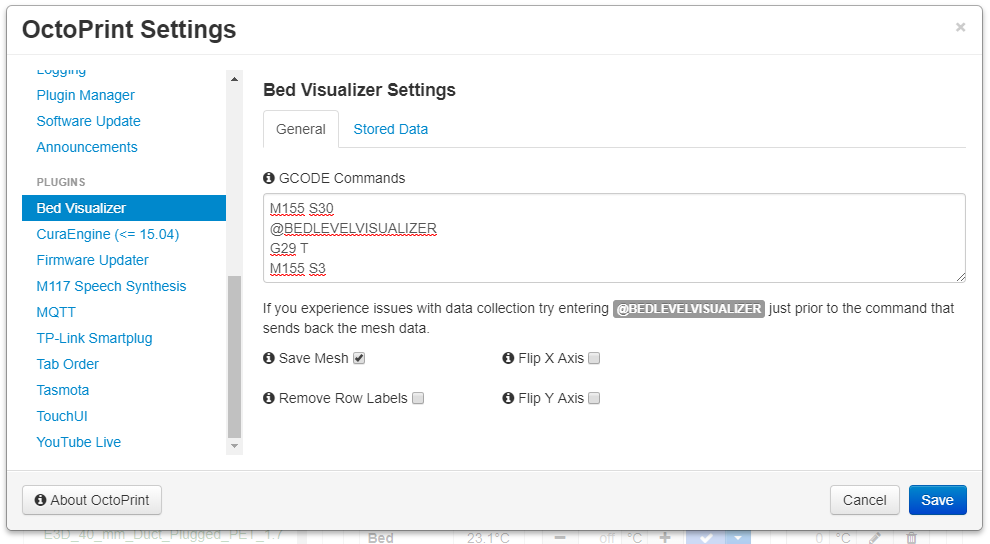 OctoPrint Settings
×
Logging
Plugin Manager
Software Update
Announcements
PLUGINS
Bed Visualizer
CuraEngine (<= 15.04)
Firmware Updater
M117 Speech Synthesis
MQTT
TP-Link Smartplug
Tab Order
Tasmota
TouchUI
YouTube Live
Bed Visualizer Settings
General
Stored Data
GCODE Commands
M155 S30
@BEDLEVELVISUALIZER
G29 T
M155 S3
If you experience issues with data collection try entering @BEDLEVELVISUALIZER just prior to the command that
sends back the mesh data.
Save Mesh
Flip X Axis
Remove Row Labels
Flip Y Axis
About OctoPrint
Cancel
Save
E3D_40_mm_Duct_Plugged_PET_1.7
Bed
23.1°C
off
°C
0
°C